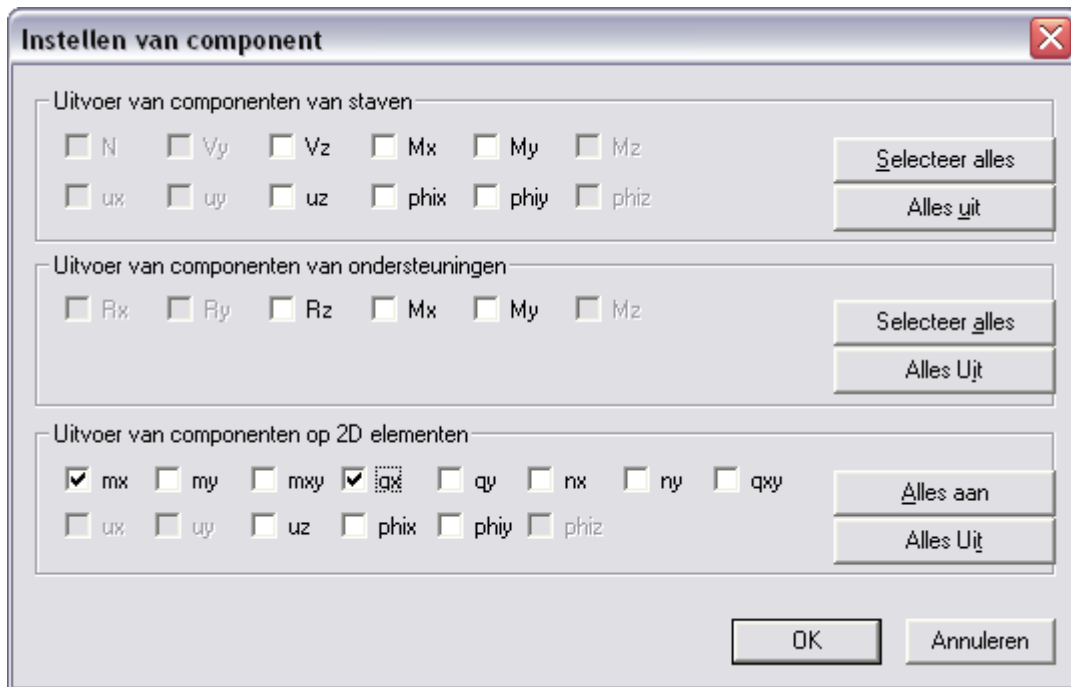 Instellen van component
Uitvoer van componenten van staven
N Vy Vz Mx My Mz
Selecteer alles
ux uy uz phix phiy phiz
Alles uit
Uitvoer van componenten van ondersteuningen
Rx Ry Rz Mx My Mz
Selecteer alles
Alles Uit
Uitvoer van componenten op 2D elementen
mx my mxy qx qy nx ny qxy
Alles aan
ux uy uz phix phiy phiz
Alles Uit
OK Annuleren